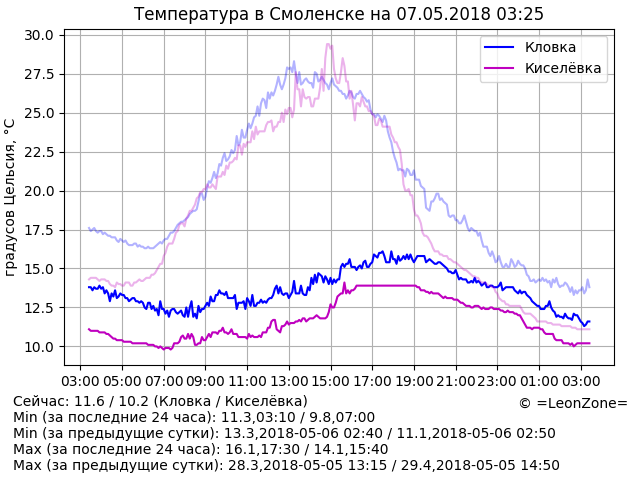 Температура в Смоленске на 07.05.2018 03:25
30.0
27.5
25.0
22.5
20.0
17.5
15.0
12.5
10.0
градусов Цельсия, °C
Кловка
Киселёвка
03:00 05:00 07:00 09:00 11:00 13:00 15:00 17:00 19:00 21:00 23:00 01:00 03:00
Сейчас: 11.6 / 10.2 (Кловка / Киселёвка)
© =LeonZone=
Min (за последние 24 часа): 11.3,03:10 / 9.8,07:00
Min (за предыдущие сутки): 13.3,2018-05-06 02:40 / 11.1,2018-05-06 02:50
Max (за последние 24 часа): 16.1,17:30 / 14.1,15:40
Max (за предыдущие сутки): 28.3,2018-05-05 13:15 / 29.4,2018-05-05 14:50